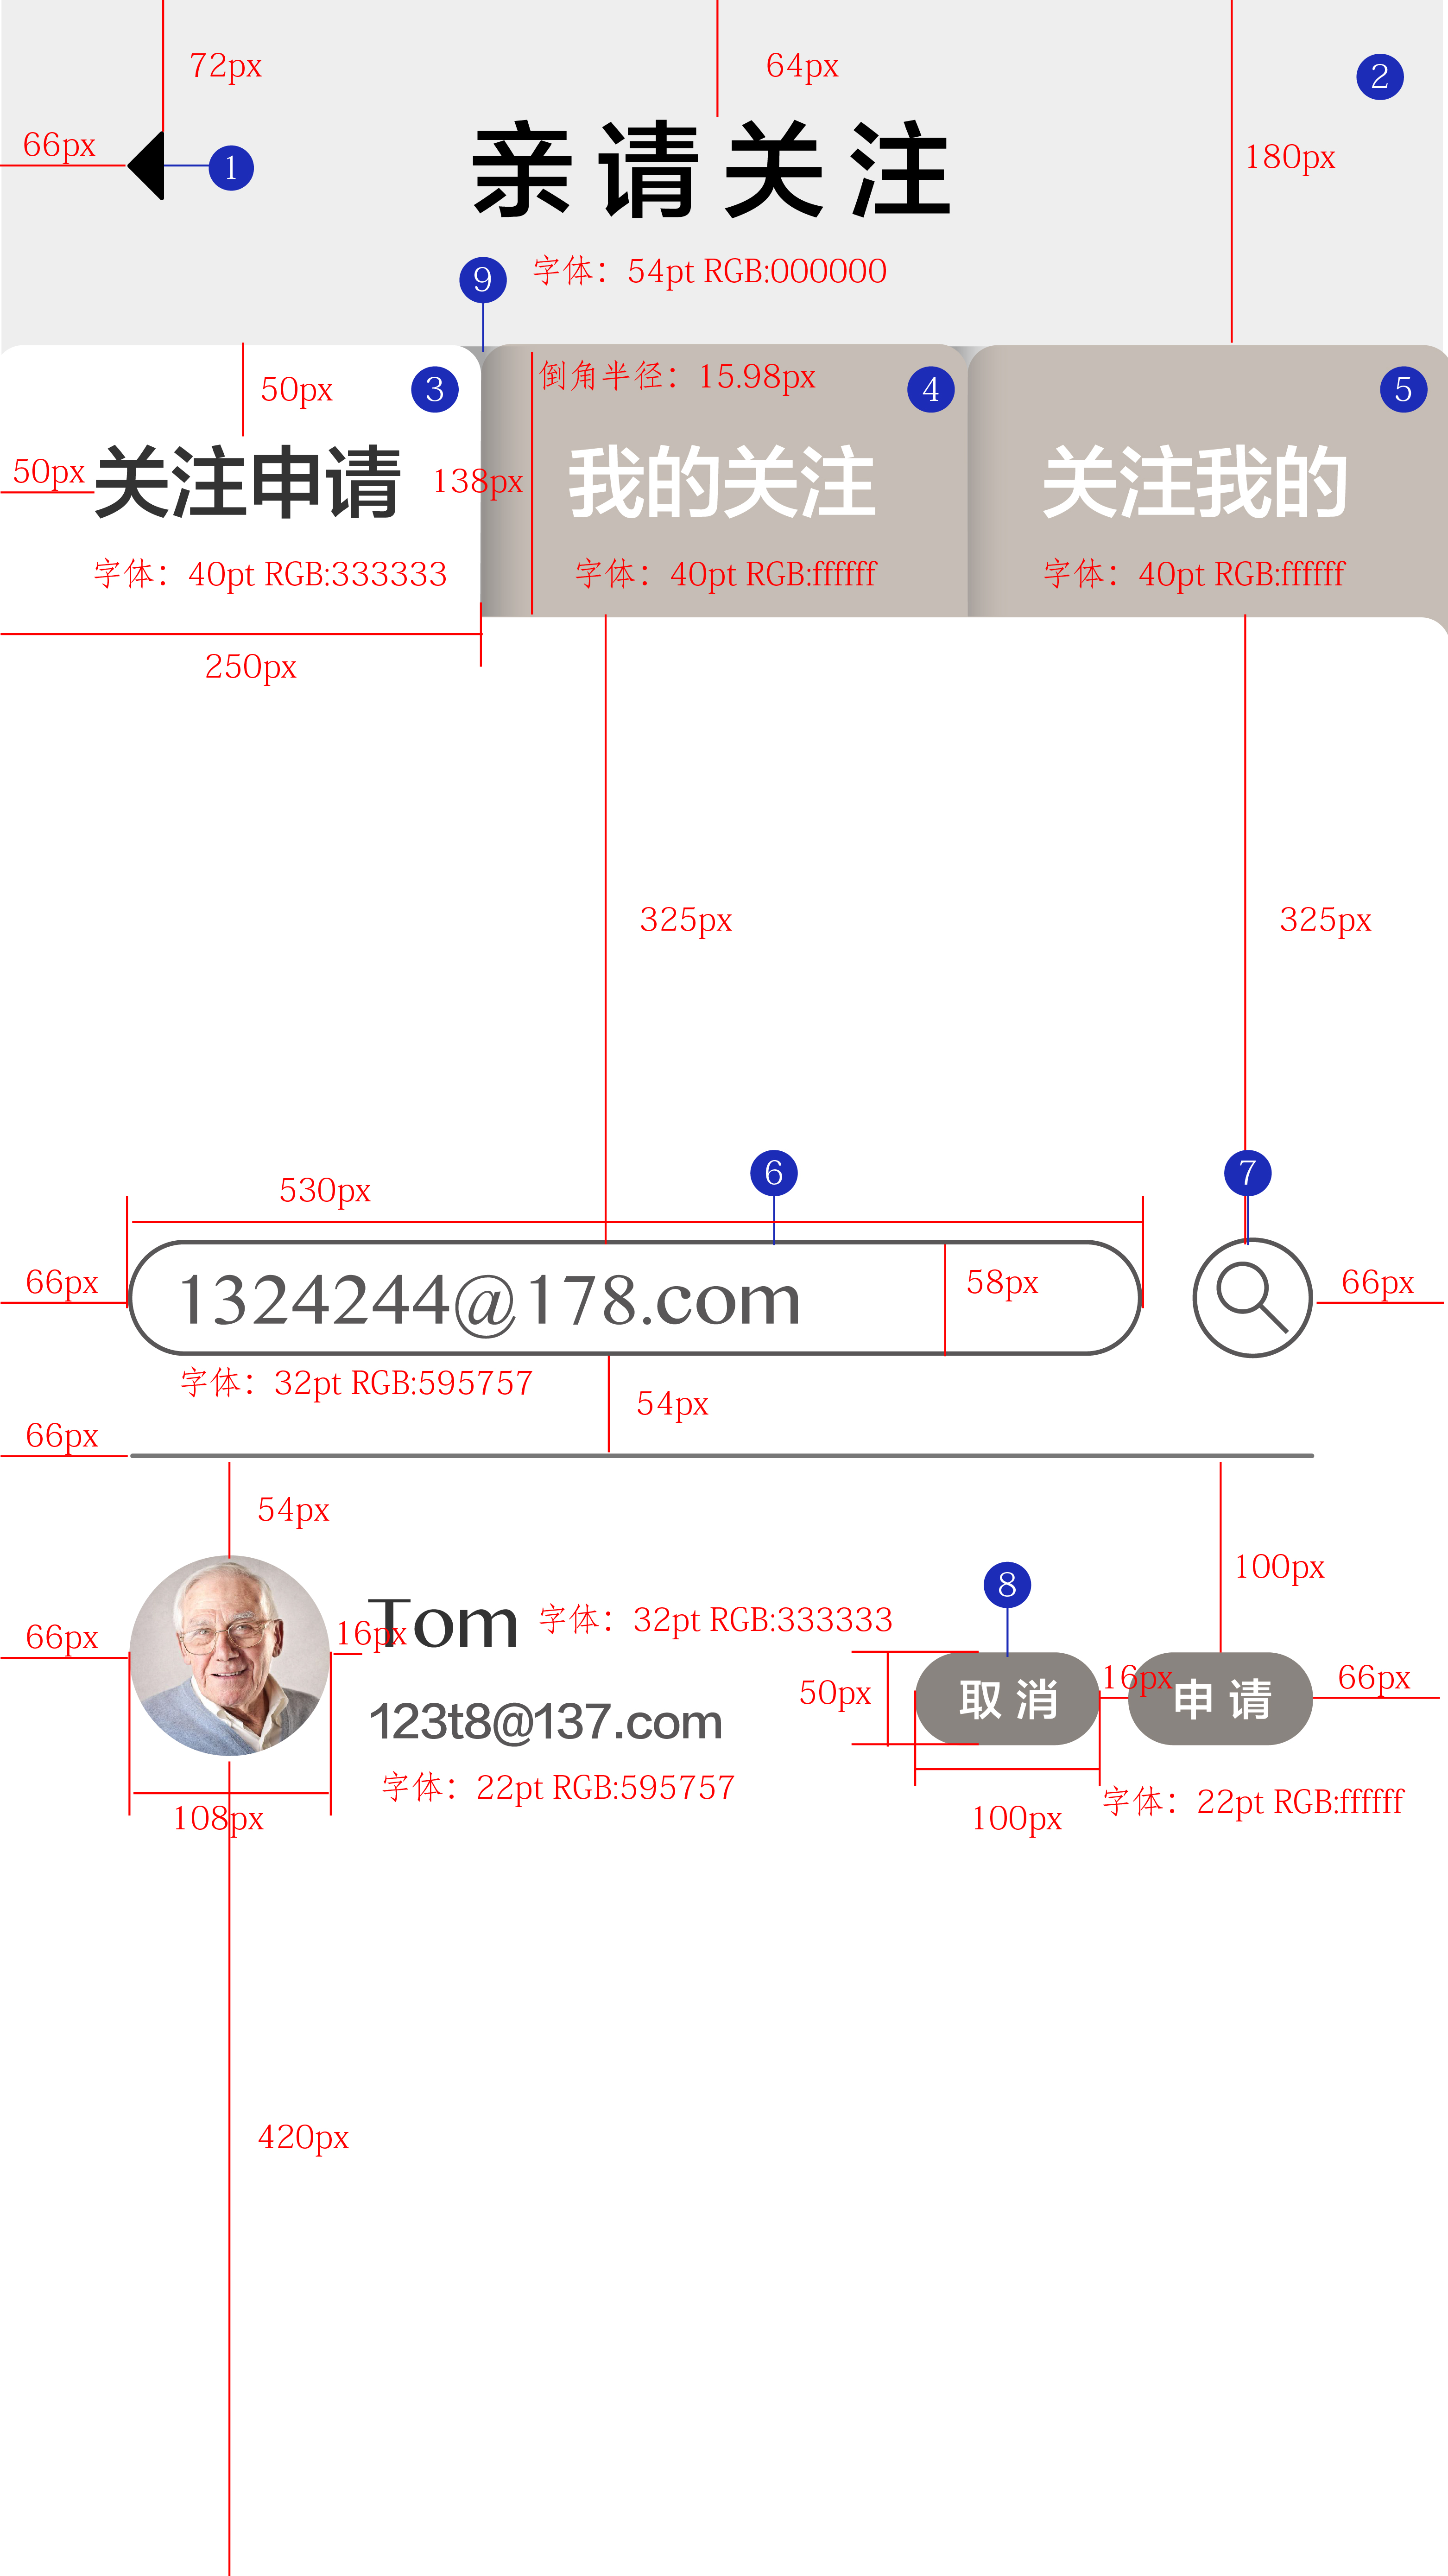 72px
64px
2
66px
1
180px
亲请关注
9
字体：54pt RGB:000000
50px
3
倒角半径：15.98px
4
5
50px
关注申请
138px
我的关注
关注我的
字体：40pt RGB:333333
字体：40pt RGB:ffffff
字体：40pt RGB:ffffff
250px
325px
325px
6
7
530px
66px
1324244@178.com
58px
66px
字体：32pt RGB:595757
54px
66px
54px
8
100px
66px
16px
Tom
字体：32pt RGB:333333
50px
取消
16px
申请
66px
123t8@137.com
字体：22pt RGB:595757
108px
100px
字体：22pt RGB:ffffff
420px